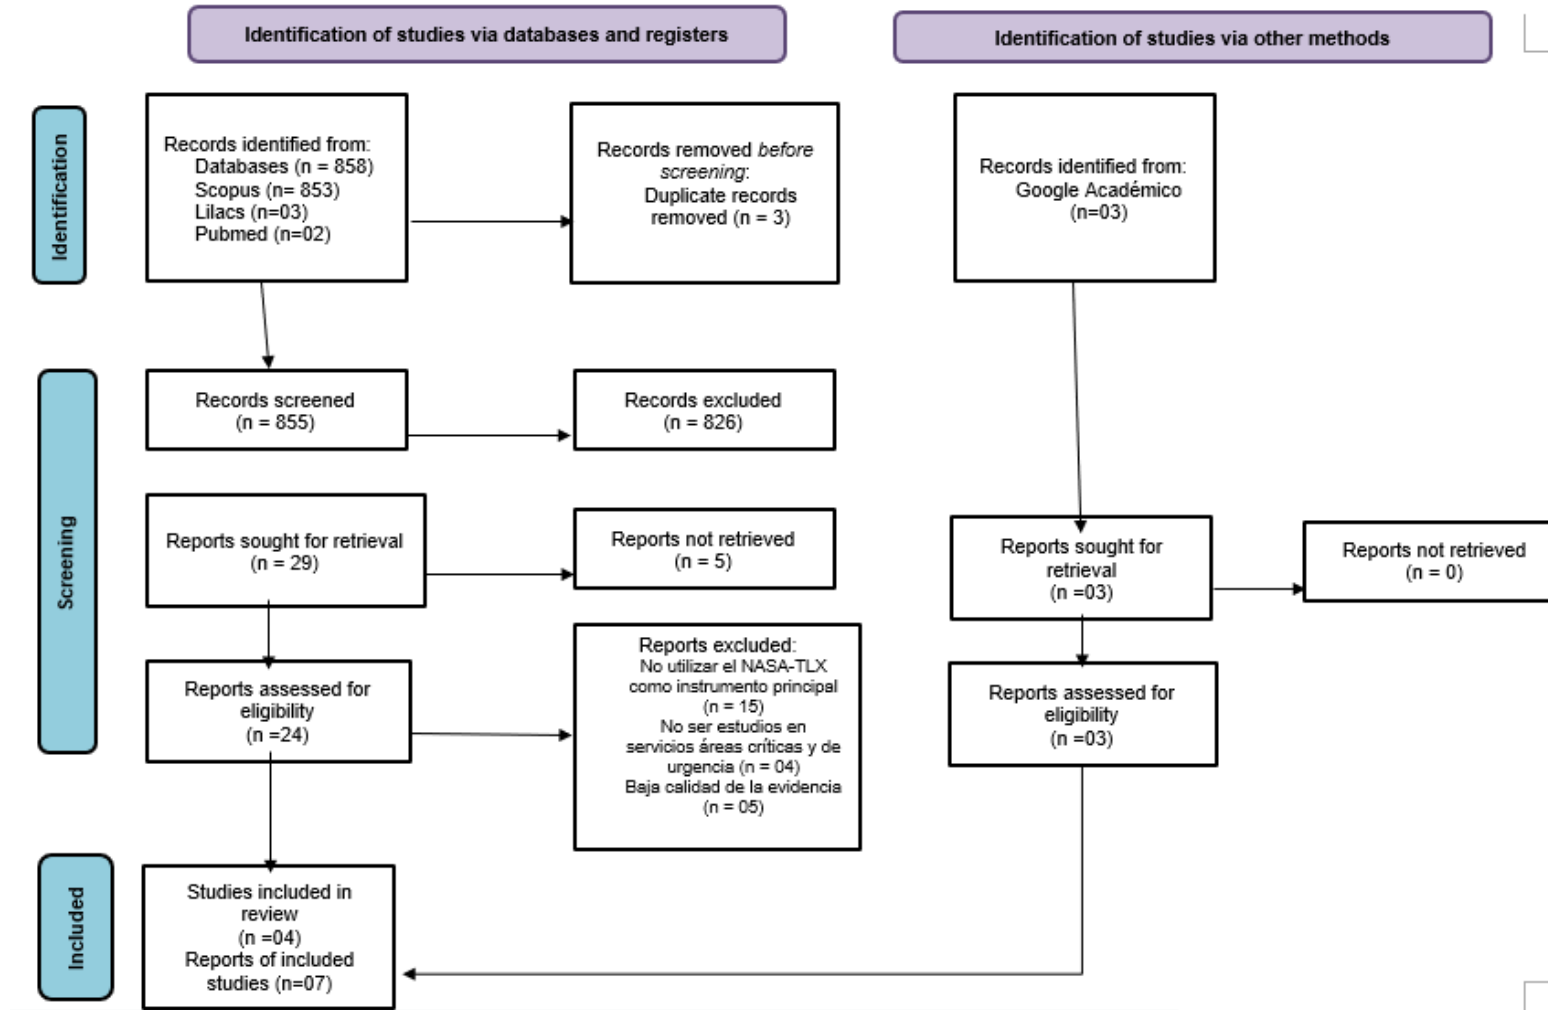 Identification of studies via databases and registers
Identification of studies via other methods
Identification
Records identified from:
Databases (n = 858)
Scopus (n= 853)
Lilacs (n=03)
Pubmed (n=02)
Records removed before
screening:
Duplicate records
removed (n = 3)
Records identified from:
Google Académico
(n=03)
Screening
Records screened
(n = 855)
Records excluded
(n = 826)
Reports sought for retrieval
(n = 29)
Reports not retrieved
(n = 5)
Reports sought for
retrieval
(n =03)
Reports not retrieved
(n = 0)
Reports assessed for
eligibility
(n =24)
Reports excluded:
No utilizar el NASA-TLX
como instrumento principal
(n = 15)
No ser estudios en
servicios áreas críticas y de
urgencia (n = 04)
Baja calidad de la evidencia
(n = 05)
Reports assessed for
eligibility
(n =03)
Included
Studies included in
review
(n =04)
Reports of included
studies (n=07)